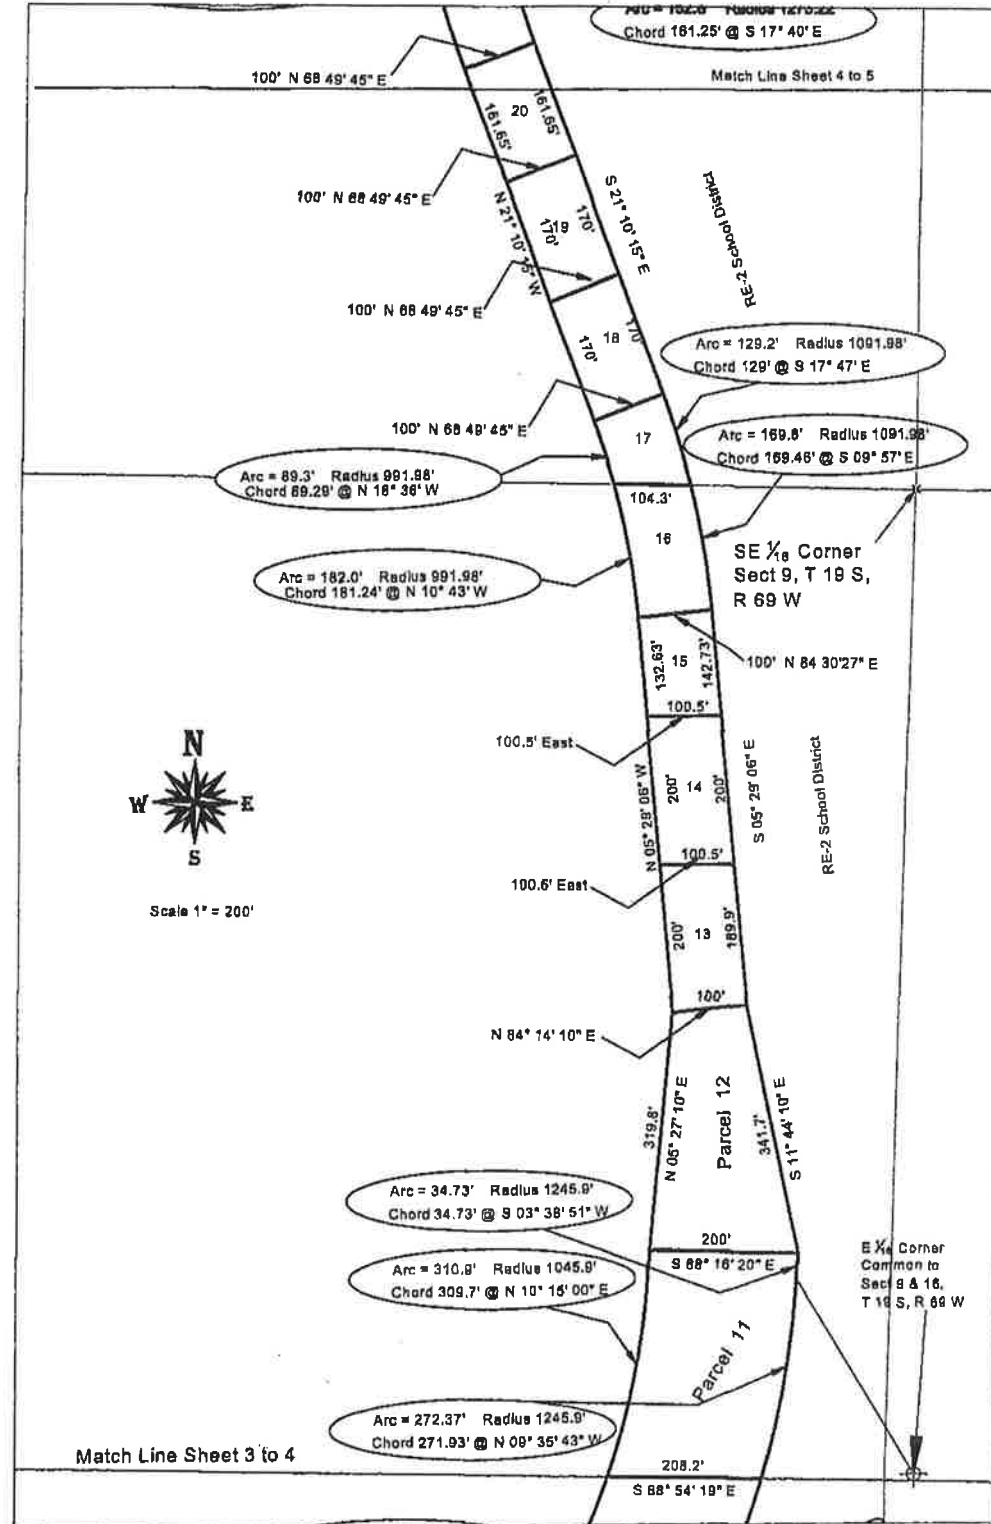 Chord 161.25' @ S 17° 40' E
Match Line Sheet 4 to 5
100' N 68 49' 45" E
20
161.65'
161.65'
100' N 68 49' 45" E
S 21° 10' 15" E
RE-2 School District
170'
19
170'
N 21° 10' 15" W
100' N 68 49' 45" E
170'
18
170'
Arc = 129.2' Radius 1091.98'
Chord 129' @ S 17° 47' E
100' N 68 49' 45" E
17
Arc = 169.6' Radius 1091.98'
Chord 169.46' @ S 09° 57' E
Arc = 89.3' Radius 991.98'
Chord 89.29' @ N 18° 36' W
104.3'
16
SE 1/16 Corner
Sect 9, T 19 S,
R 69 W
Arc = 182.0' Radius 991.98'
Chord 181.24' @ N 10° 43' W
132.63'
15
142.73'
100' N 84 30'27" E
100.5'
100.5' East
N
W E
S
Scale 1" = 200'
N 05° 29' 06" W
200'
14
200'
S 05° 29' 06" E
RE-2 School District
100.5'
100.6' East
200'
13
189.9'
100'
N 84° 14' 10" E
319.8'
N 05° 27' 10" E
Parcel 12
341.7'
S 11° 44' 10" E
Arc = 34.73' Radius 1245.9'
Chord 34.73' @ S 03° 38' 51" W
200'
S 88° 16' 20" E
E 1/16 Corner
Common to
Sect 9 & 16,
T 19 S, R 69 W
Arc = 310.9' Radius 1045.9'
Chord 309.7' @ N 10° 15' 00" E
Parcel 11
Arc = 272.37' Radius 1245.9'
Chord 271.93' @ N 09° 35' 43" W
Match Line Sheet 3 to 4
208.2'
S 88° 54' 19" E